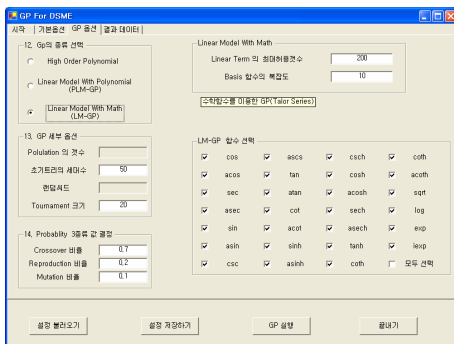 GP For DSME
시작 기본옵션 GP 옵션 결과 데이터
12. Gp의 종류 선택
High Order Polynomial
Linear Model With Polynomial
(PLM-GP)
Linear Model With Math
(LM-GP)
Linear Model With Math
Linear Term 의 최대허용갯수 200
Basis 함수의 복잡도 10
수학함수를 이용한 GP(Talor Series)
13. GP 세부 옵션
Polulation 의 갯수
초기트리의 세대수 50
랜덤씨드
Tournament 크기 20
14. Probablity 3종류 값 결정
Crossover 비율 0.7
Reproduction 비율 0.2
Mutation 비율 0.1
LM-GP 함수 선택
cos ascs csch coth
acos tan cosh acoth
sec atan acosh sqrt
asec cot sech log
sin acot asech exp
asin sinh tanh iexp
csc asinh coth 모두 선택
설정 불러오기 설정 저장하기 GP 실행 끝내기